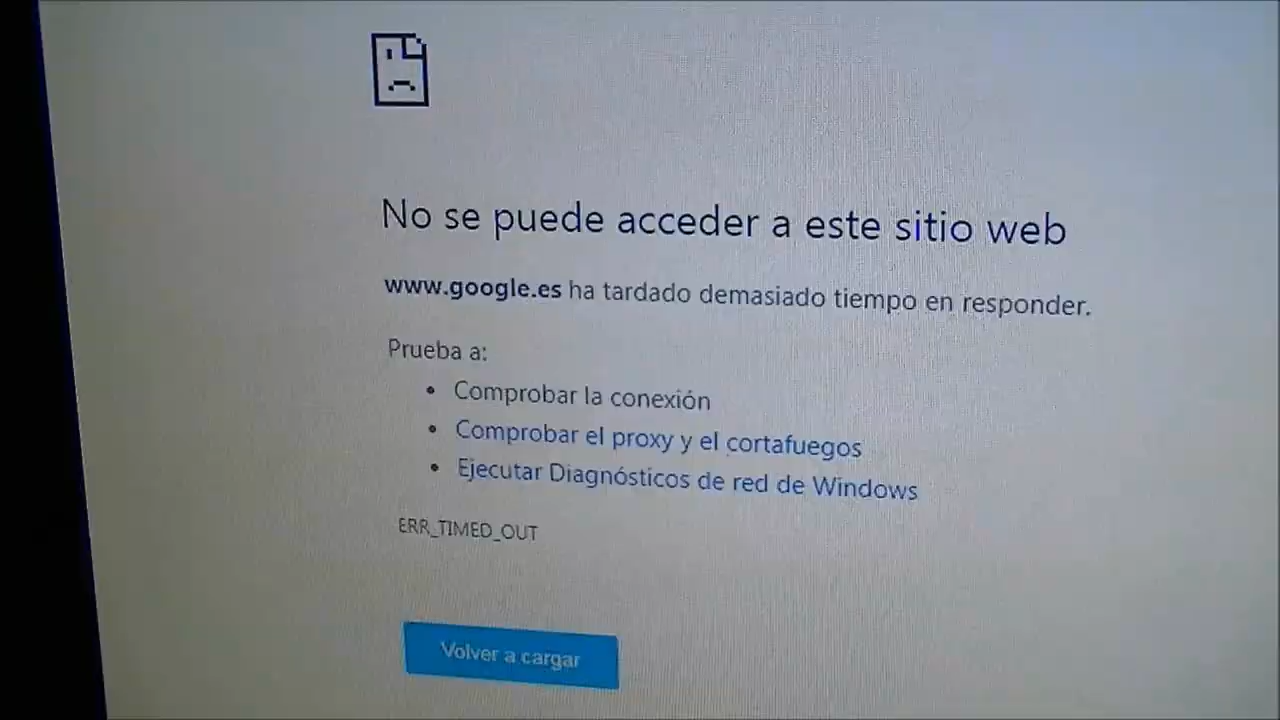 No se puede acceder a este sitio web
www.google.es ha tardado demasiado tiempo en responder.
Prueba a:
• Comprobar la conexión
• Comprobar el proxy y el cortafuegos
• Ejecutar Diagnósticos de red de Windows
ERR_TIMED_OUT
Volver a cargar